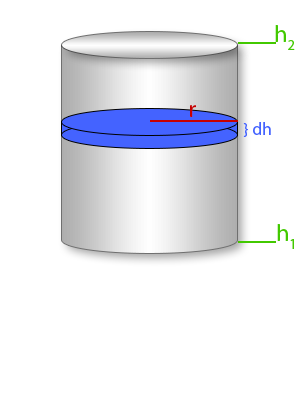 h₂
r
} dh
h₁